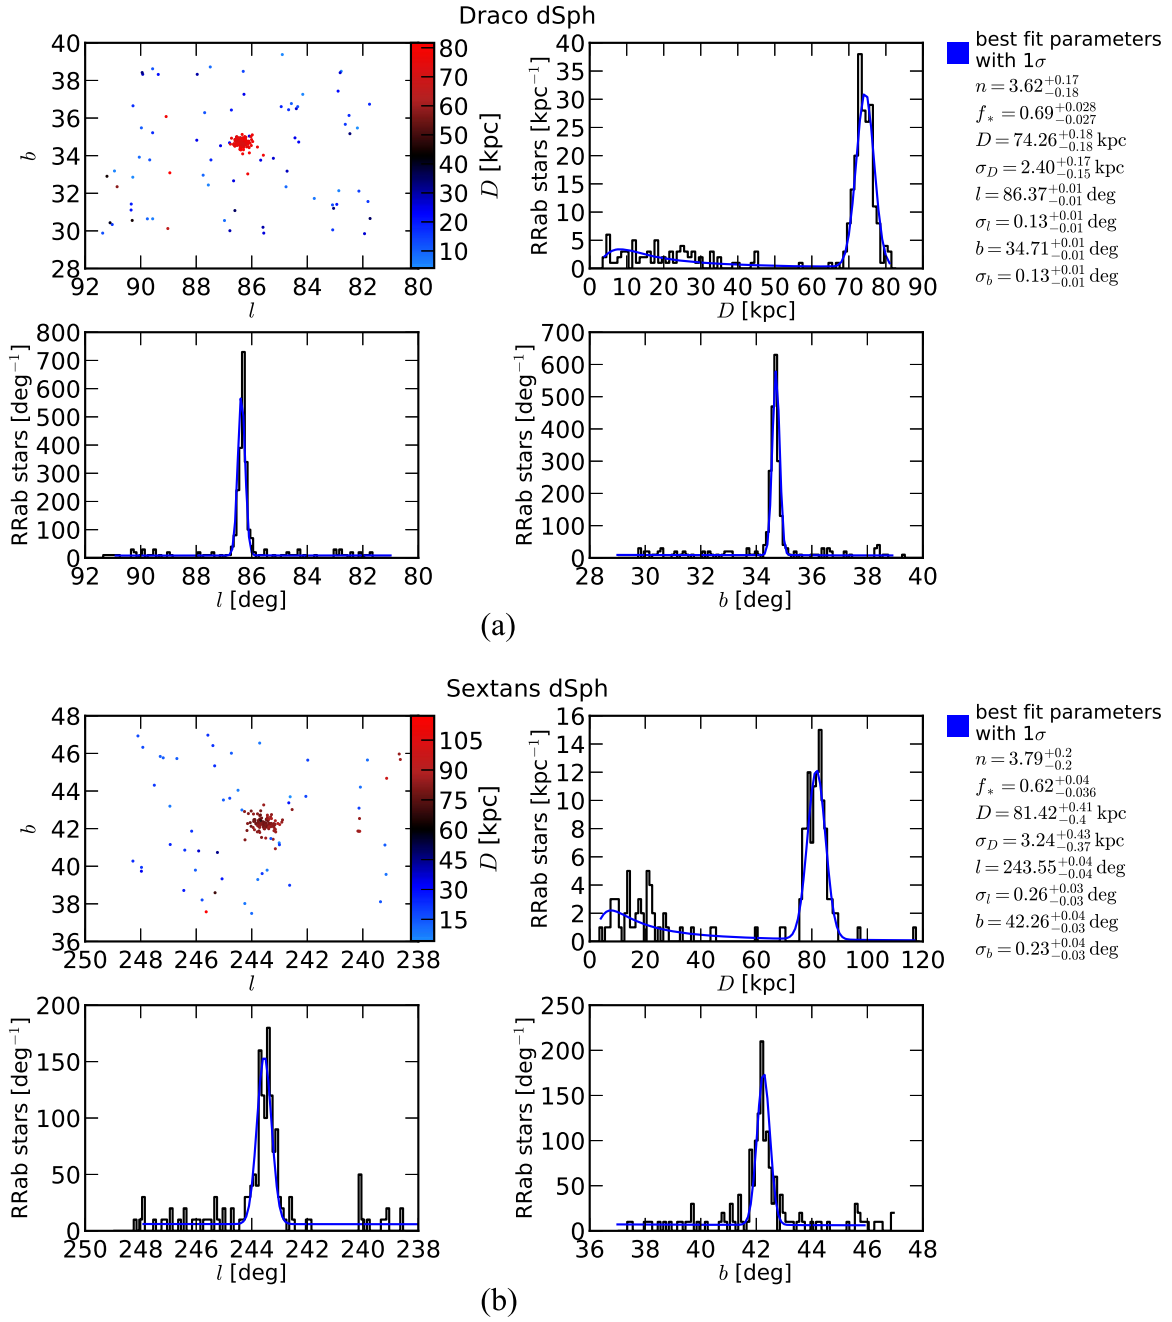 Draco dSph
40
38
36
34
32
30
28
b
92 90 88 86 84 82 80
l
80
70
60
50
40
30
20
10
D [kpc]
40
35
30
25
20
15
10
5
0
RRab stars [kpc⁻¹]
0 10 20 30 40 50 60 70 80 90
D [kpc]
best fit parameters
with 1σ
n = 3.62 +0.17 −0.18
f* = 0.69 +0.028 −0.027
D = 74.26 +0.18 −0.18 kpc
σ_D = 2.40 +0.17 −0.15 kpc
l = 86.37 +0.01 −0.01 deg
σ_l = 0.13 +0.01 −0.01 deg
b = 34.71 +0.01 −0.01 deg
σ_b = 0.13 +0.01 −0.01 deg
800
700
600
500
400
300
200
100
0
RRab stars [deg⁻¹]
92 90 88 86 84 82 80
l [deg]
700
600
500
400
300
200
100
0
RRab stars [deg⁻¹]
28 30 32 34 36 38 40
b [deg]
(a)
Sextans dSph
48
46
44
42
40
38
36
b
250 248 246 244 242 240 238
l
105
90
75
60
45
30
15
D [kpc]
16
14
12
10
8
6
4
2
0
RRab stars [kpc⁻¹]
0 20 40 60 80 100 120
D [kpc]
best fit parameters
with 1σ
n = 3.79 +0.2 −0.2
f* = 0.62 +0.04 −0.036
D = 81.42 +0.41 −0.4 kpc
σ_D = 3.24 +0.43 −0.37 kpc
l = 243.55 +0.04 −0.04 deg
σ_l = 0.26 +0.03 −0.03 deg
b = 42.26 +0.04 −0.03 deg
σ_b = 0.23 +0.04 −0.03 deg
200
150
100
50
0
RRab stars [deg⁻¹]
250 248 246 244 242 240 238
l [deg]
250
200
150
100
50
0
RRab stars [deg⁻¹]
36 38 40 42 44 46 48
b [deg]
(b)